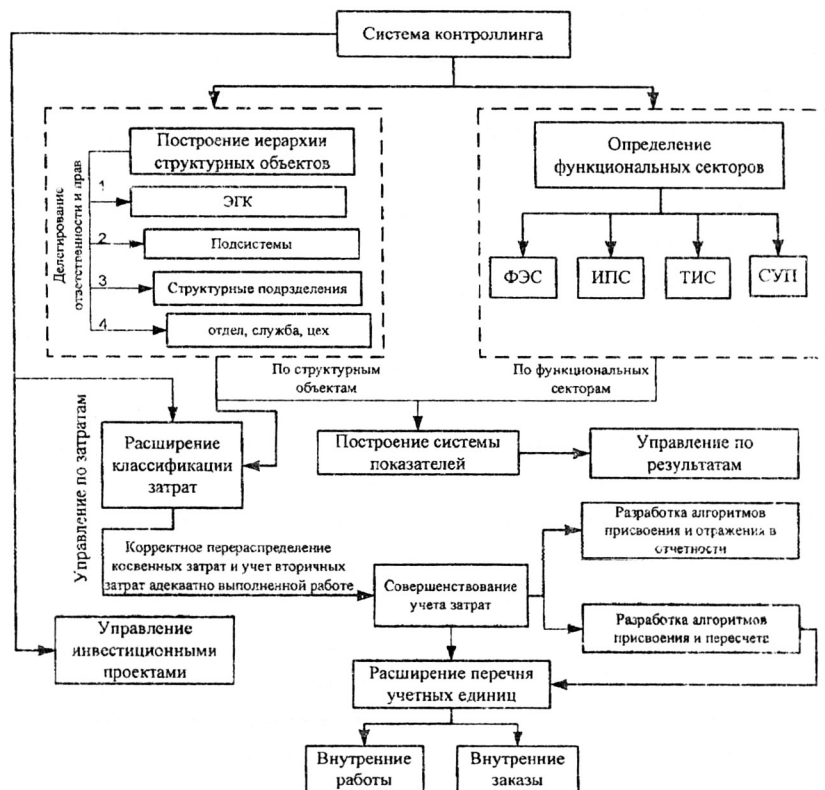 Система контроллинга
Построение иерархии
структурных объектов
Делегирование
ответственности и прав
1
ЭГК
2
Подсистемы
3
Структурные подрзделения
4
отдел, служба, цех
Определение
функциональных секторов
ФЭС
ИПС
ТИС
СУП
По структурным
объектам
По функциональных
секторам
Управление по затратам
Расширение
классификации
затрат
Построение системы
показателей
Управление по
результатам
Разработка алгоритмов
присвоения и отражения в
отчетности
Корректное перераспределение
косвенных затрат и учет вторичных
затрат адекватно выполненной работе
Совершенствование
учета затрат
Разработка алгоритмов
присвоения и пересчете
Управление
инвестиционными
проектами
Расширение перечня
учетных единиц
Внутренние
работы
Внутренние
заказы